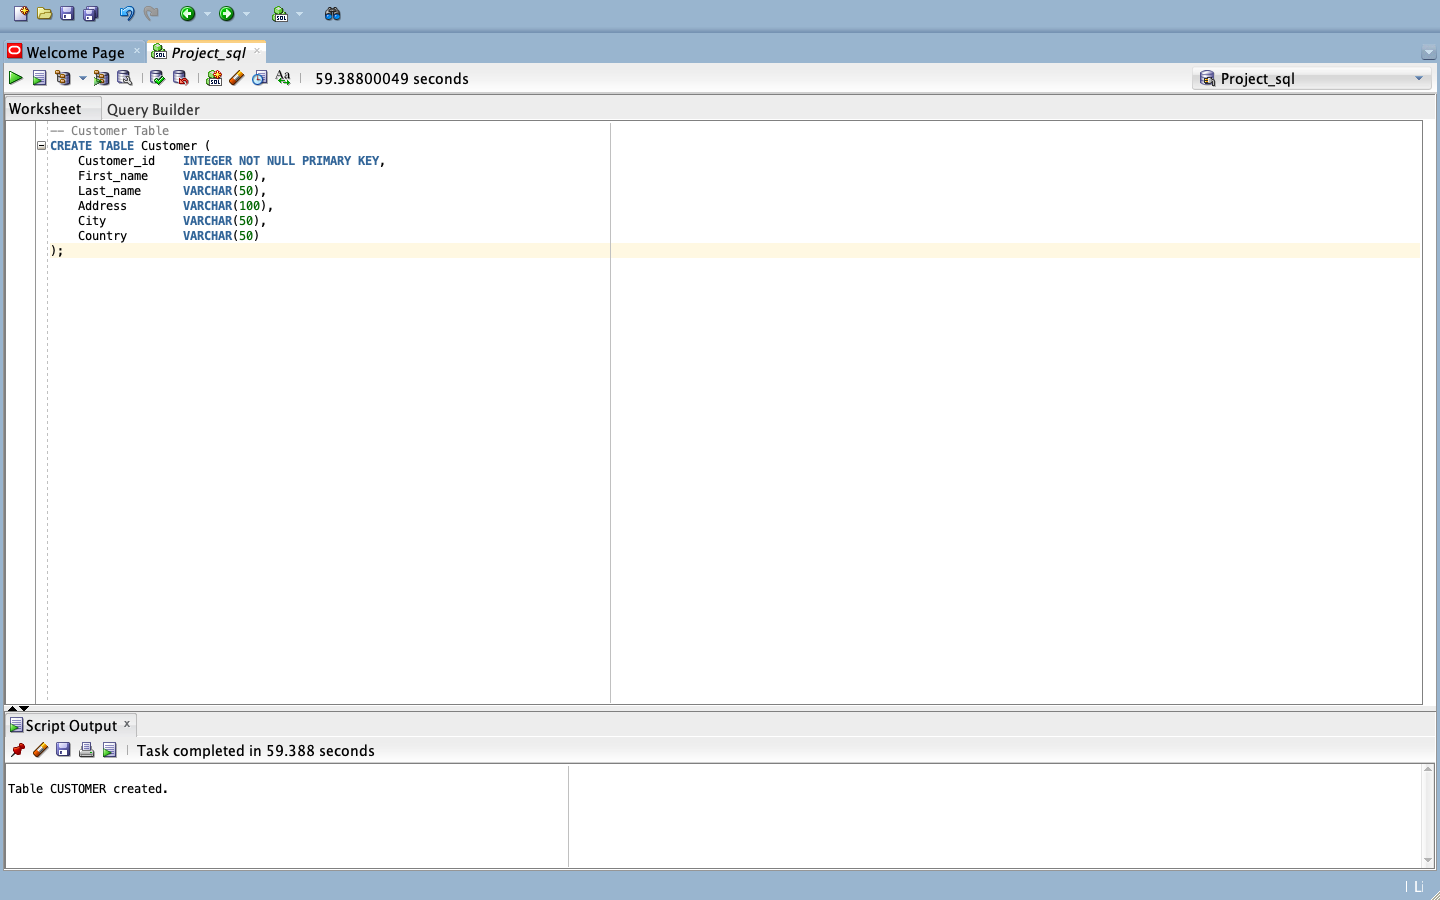 Welcome Page
Project_sql
59.38800049 seconds
Project_sql
Worksheet
Query Builder
-- Customer Table
CREATE TABLE Customer (
Customer_id INTEGER NOT NULL PRIMARY KEY,
First_name VARCHAR(50),
Last_name VARCHAR(50),
Address VARCHAR(100),
City VARCHAR(50),
Country VARCHAR(50)
);
Script Output
Task completed in 59.388 seconds
Table CUSTOMER created.